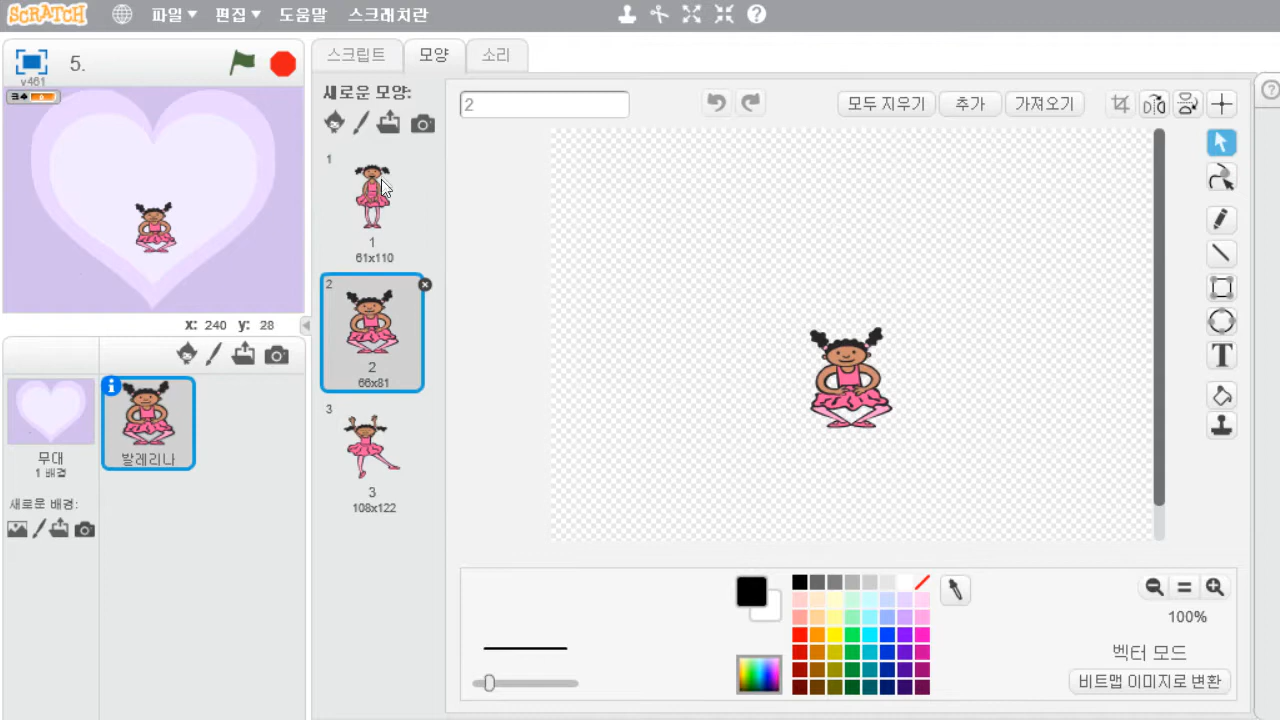 SCRATCH 파일 편집 도움말 스크래치란
5.
v461
스크립트 모양 소리
새로운 모양:
2
모두 지우기 추가 가져오기
1
1
61x110
2
2
66x81
3
3
108x122
x: 240 y: 28
무대
1 배경
발레리나
새로운 배경:
T
100%
벡터 모드
비트맵 이미지로 변환